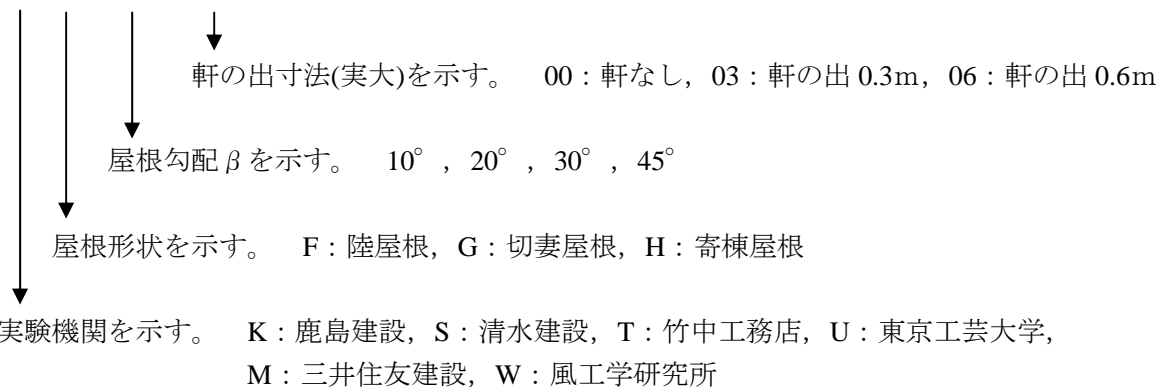 軒の出寸法(実大)を示す。 00：軒なし，03：軒の出 0.3m，06：軒の出 0.6m
屋根勾配βを示す。 10°，20°，30°，45°
屋根形状を示す。 F：陸屋根，G：切妻屋根，H：寄棟屋根
実験機関を示す。 K：鹿島建設，S：清水建設，T：竹中工務店，U：東京工芸大学，
M：三井住友建設，W：風工学研究所